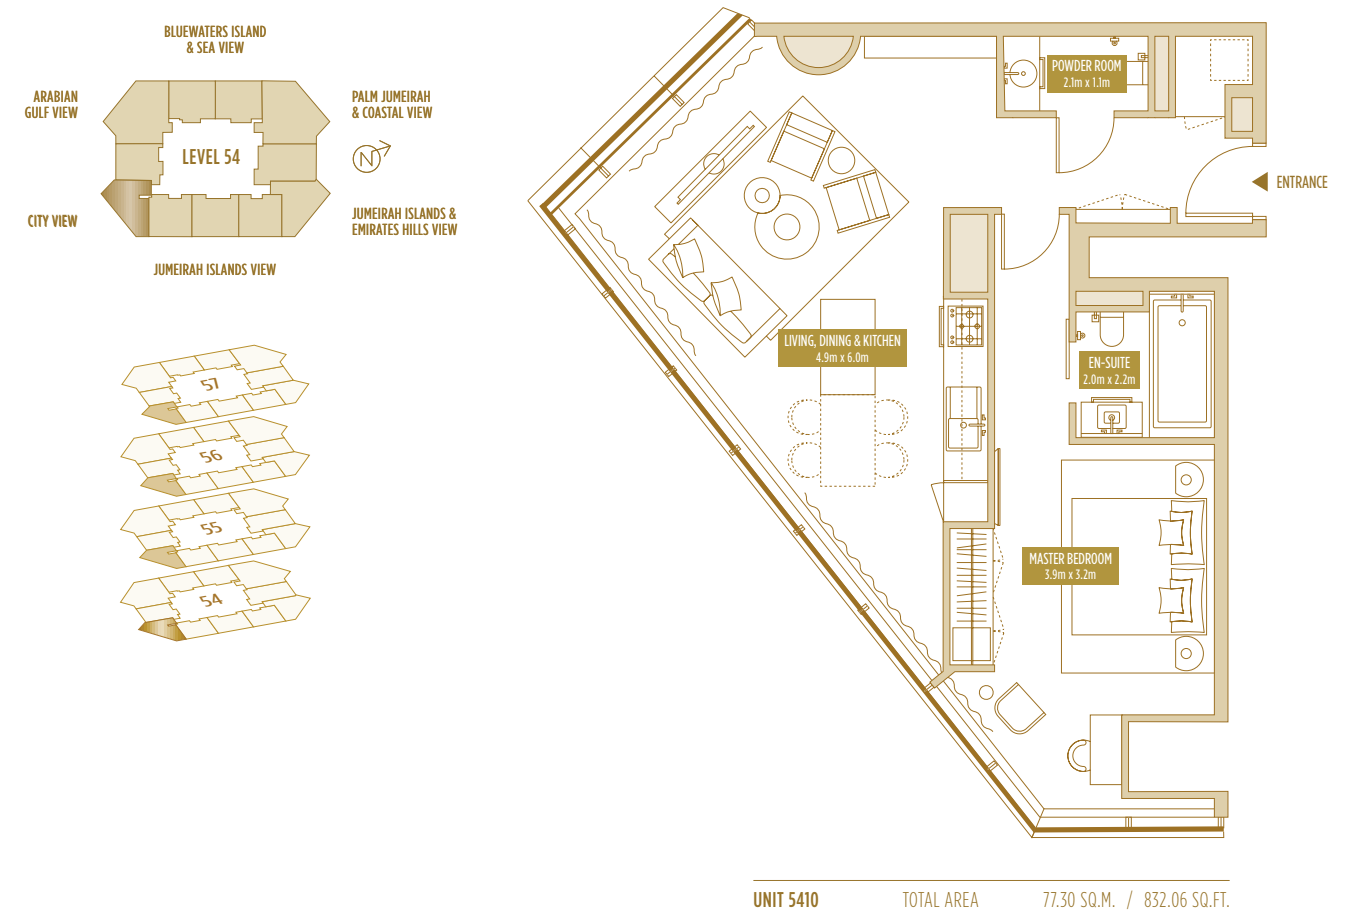 BLUEWATERS ISLAND
& SEA VIEW
ARABIAN
GULF VIEW
PALM JUMEIRAH
& COASTAL VIEW
LEVEL 54
N
CITY VIEW
JUMEIRAH ISLANDS &
EMIRATES HILLS VIEW
JUMEIRAH ISLANDS VIEW
57
56
55
54
POWDER ROOM
2.1m x 1.1m
ENTRANCE
LIVING, DINING & KITCHEN
4.9m x 6.0m
EN-SUITE
2.0m x 2.2m
MASTER BEDROOM
3.9m x 3.2m
UNIT 5410 TOTAL AREA 77.30 SQ.M. / 832.06 SQ.FT.